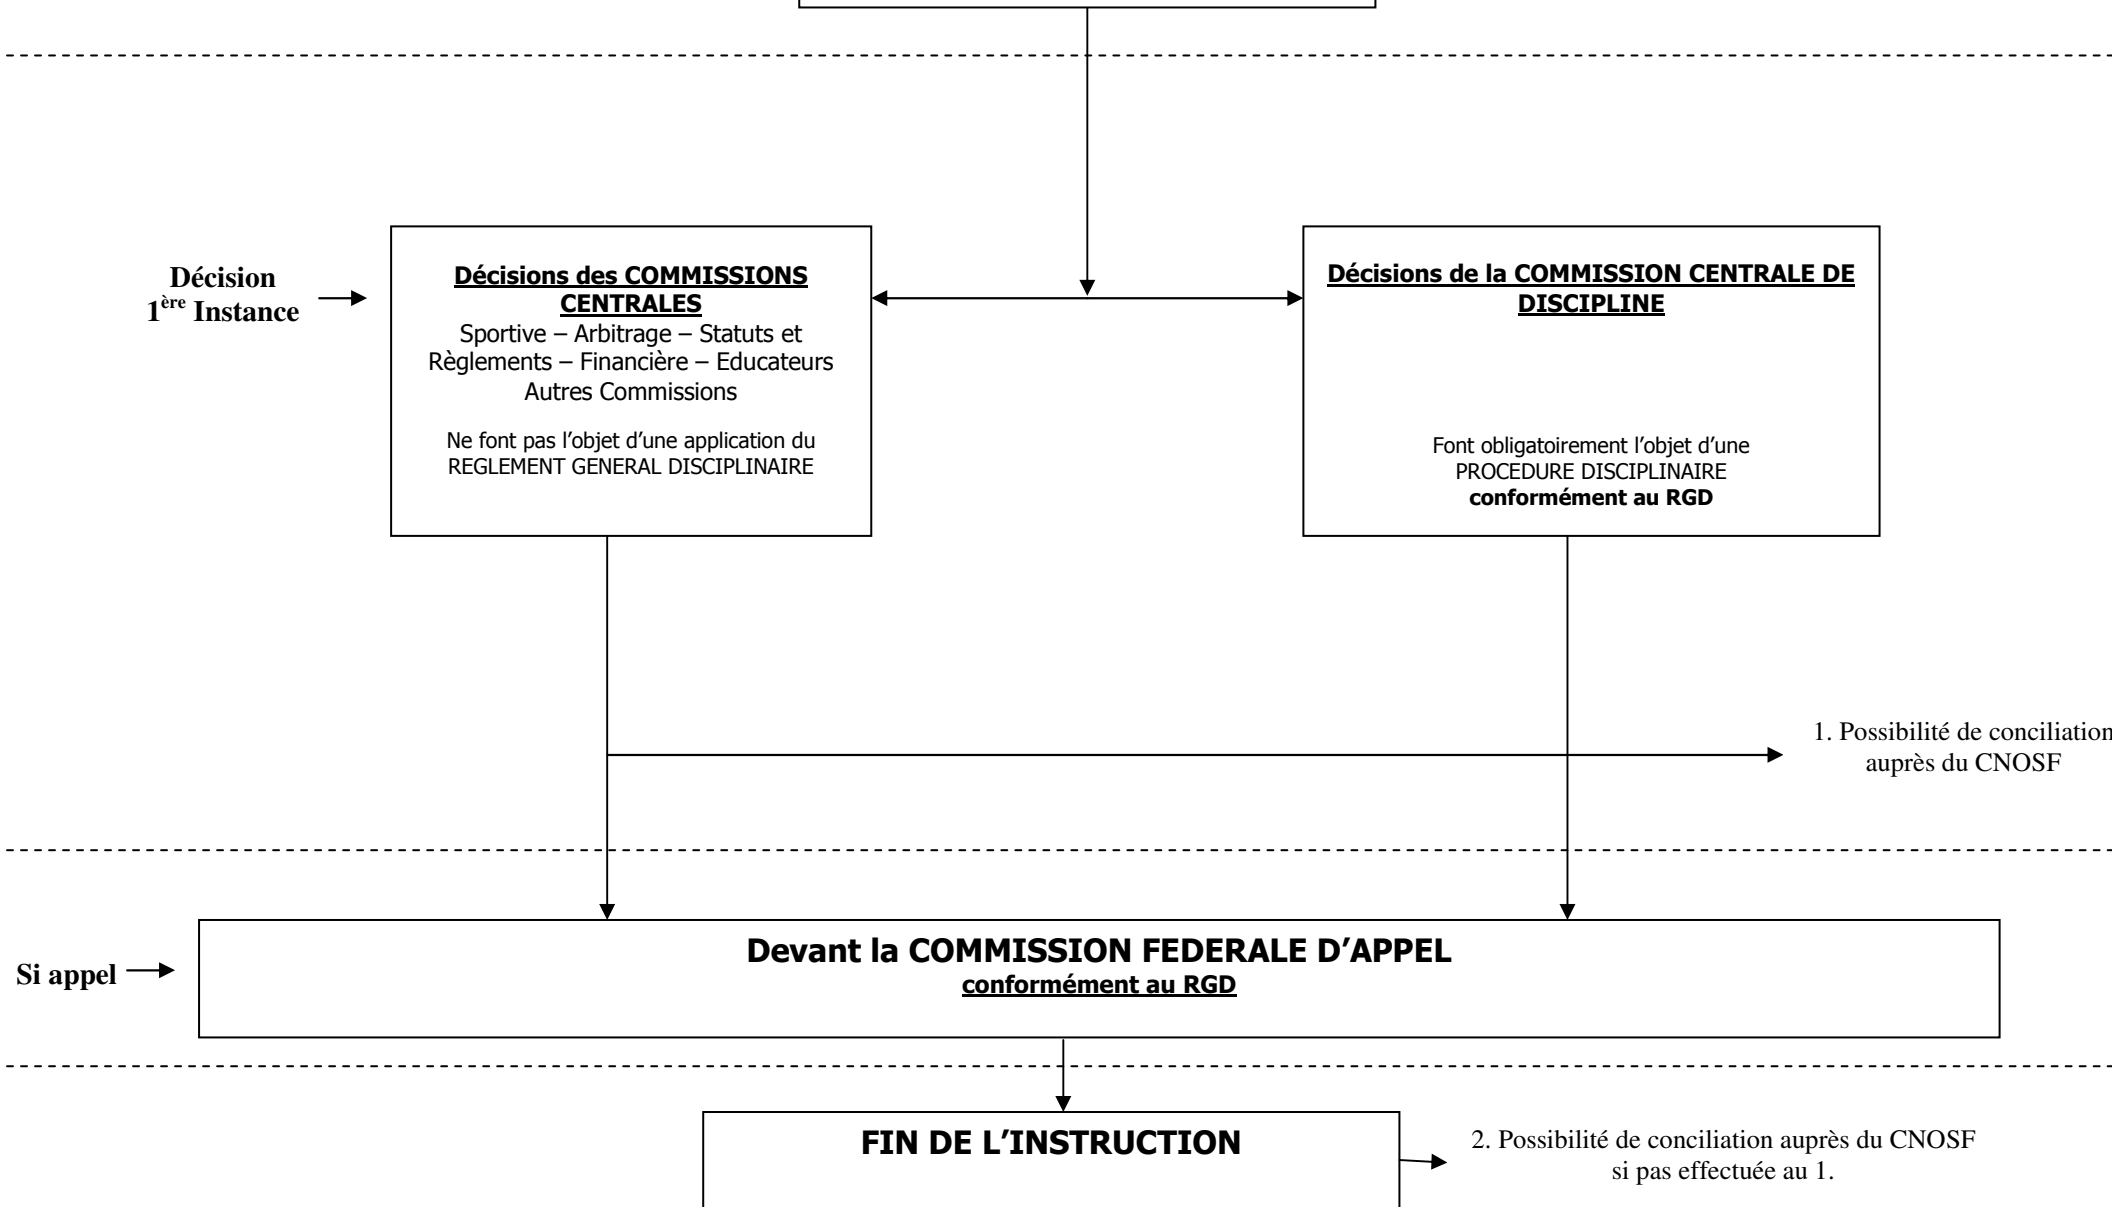 Décision
1ère Instance
Décisions des COMMISSIONS
CENTRALES
Sportive – Arbitrage – Statuts et
Règlements – Financière – Educateurs
Autres Commissions
Ne font pas l’objet d’une application du
REGLEMENT GENERAL DISCIPLINAIRE
Décisions de la COMMISSION CENTRALE DE
DISCIPLINE
Font obligatoirement l’objet d’une
PROCEDURE DISCIPLINAIRE
conformément au RGD
1. Possibilité de conciliation
auprès du CNOSF
Si appel
Devant la COMMISSION FEDERALE D’APPEL
conformément au RGD
FIN DE L’INSTRUCTION
2. Possibilité de conciliation auprès du CNOSF
si pas effectuée au 1.